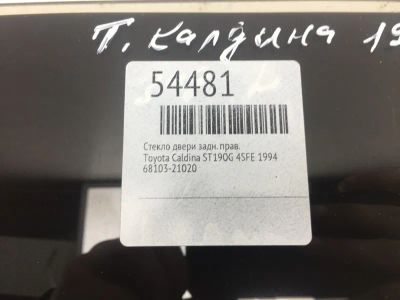 Т. калдина 19
54481
Стекло двери задн. прав.
Toyota Caldina ST190G 4SFE 1994
68103-21020